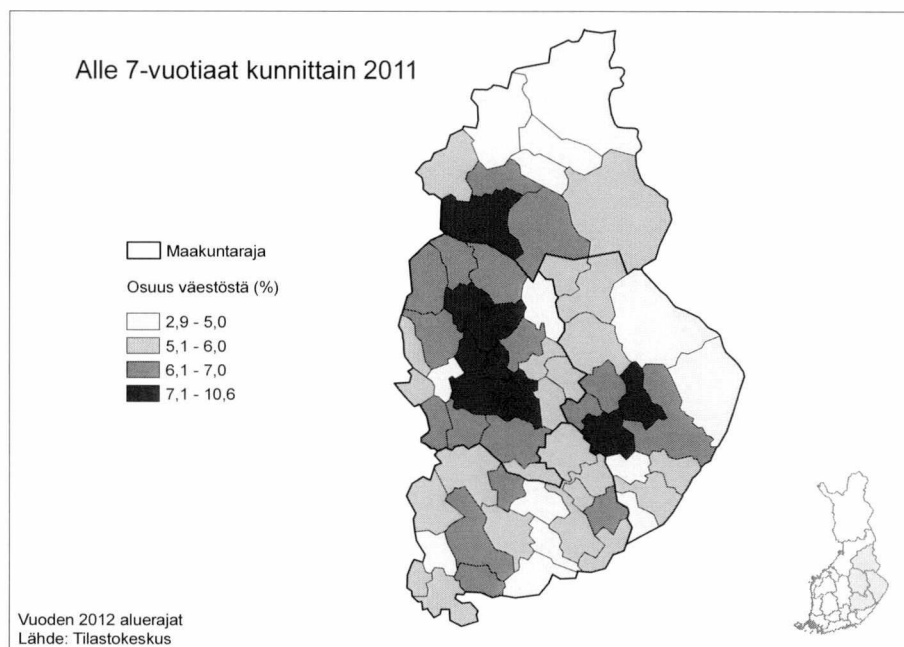 Alle 7-vuotiaat kunnittain 2011
Maakuntaraja
Osuus väestöstä (%)
2,9 - 5,0
5,1 - 6,0
6,1 - 7,0
7,1 - 10,6
Vuoden 2012 aluerajat
Lähde: Tilastokeskus